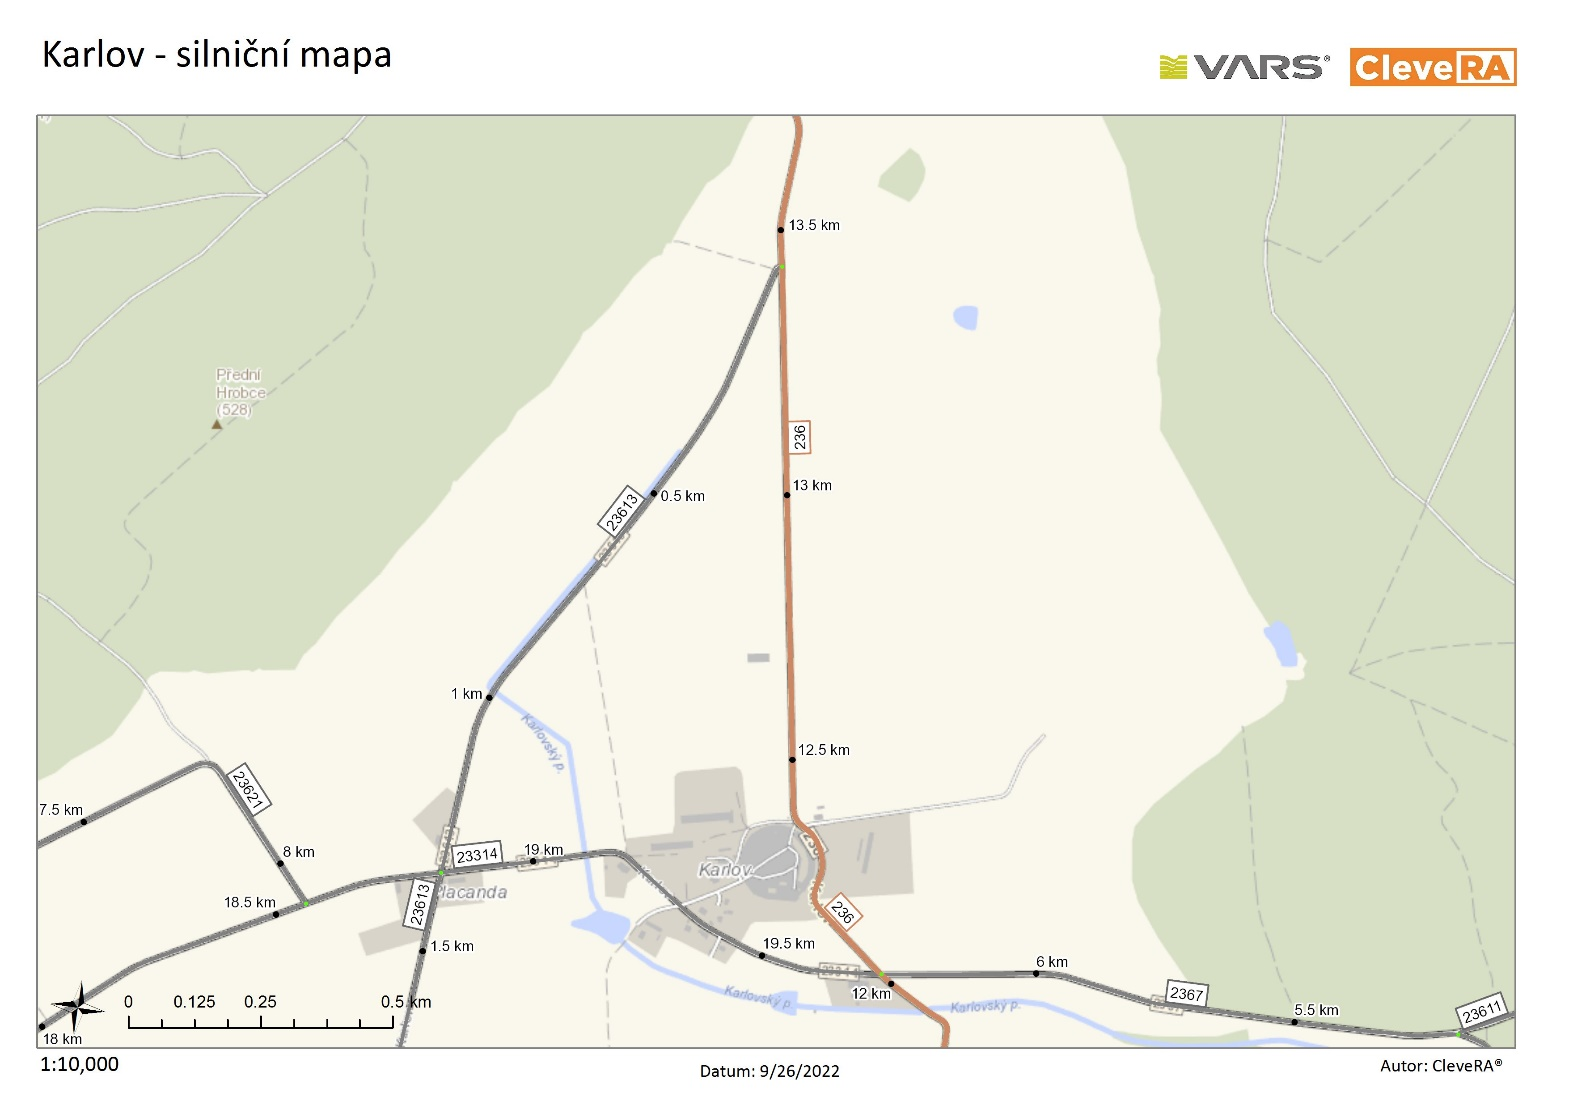 Karlov - silniční mapa
VARS®
CleveRA
13.5 km
Přední
Hrobce
(528)
236
0.5 km
23613
13 km
1 km
Karlovský p.
12.5 km
23621
7.5 km
8 km
23314
19 km
Karlov
Placanda
23613
18.5 km
236
1.5 km
19.5 km
6 km
12 km
2367
Karlovský p.
Karlovský p.
5.5 km
23611
0 0.125 0.25 0.5 km
18 km
1:10,000
Datum: 9/26/2022
Autor: CleveRA®